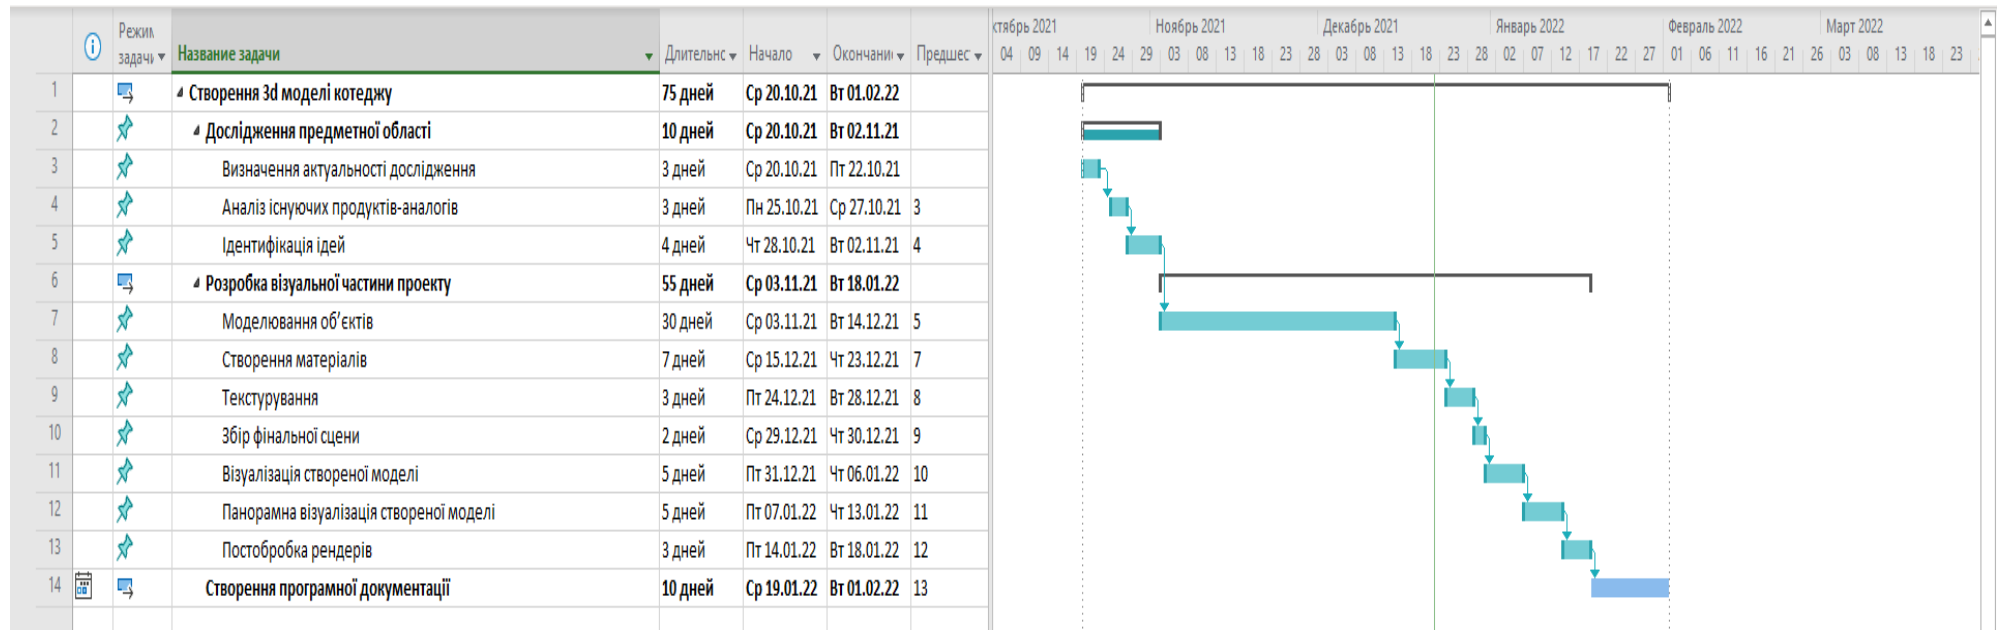 ктябрь 2021 Ноябрь 2021 Декабрь 2021 Январь 2022 Февраль 2022 Март 2022
Режим задачи Название задачи Длительнс Начало Окончани Предшес 04 09 14 19 24 29 03 08 13 18 23 28 03 08 13 18 23 28 02 07 12 17 22 27 01 06 11 16 21 26 03 08 13 18 23
1 Створення 3d моделі котеджу 75 дней Ср 20.10.21 Вт 01.02.22
2 Дослідження предметної області 10 дней Ср 20.10.21 Вт 02.11.21
3 Визначення актуальності дослідження 3 дней Ср 20.10.21 Пт 22.10.21
4 Аналіз існуючих продуктів-аналогів 3 дней Пн 25.10.21 Ср 27.10.21 3
5 Ідентифікація ідей 4 дней Чт 28.10.21 Вт 02.11.21 4
6 Розробка візуальної частини проекту 55 дней Ср 03.11.21 Вт 18.01.22
7 Моделювання об’єктів 30 дней Ср 03.11.21 Вт 14.12.21 5
8 Створення матеріалів 7 дней Ср 15.12.21 Чт 23.12.21 7
9 Текстурування 3 дней Пт 24.12.21 Вт 28.12.21 8
10 Збір фінальної сцени 2 дней Ср 29.12.21 Чт 30.12.21 9
11 Візуалізація створеної моделі 5 дней Пт 31.12.21 Чт 06.01.22 10
12 Панорамна візуалізація створеної моделі 5 дней Пт 07.01.22 Чт 13.01.22 11
13 Постобробка рендерів 3 дней Пт 14.01.22 Вт 18.01.22 12
14 Створення програмної документації 10 дней Ср 19.01.22 Вт 01.02.22 13